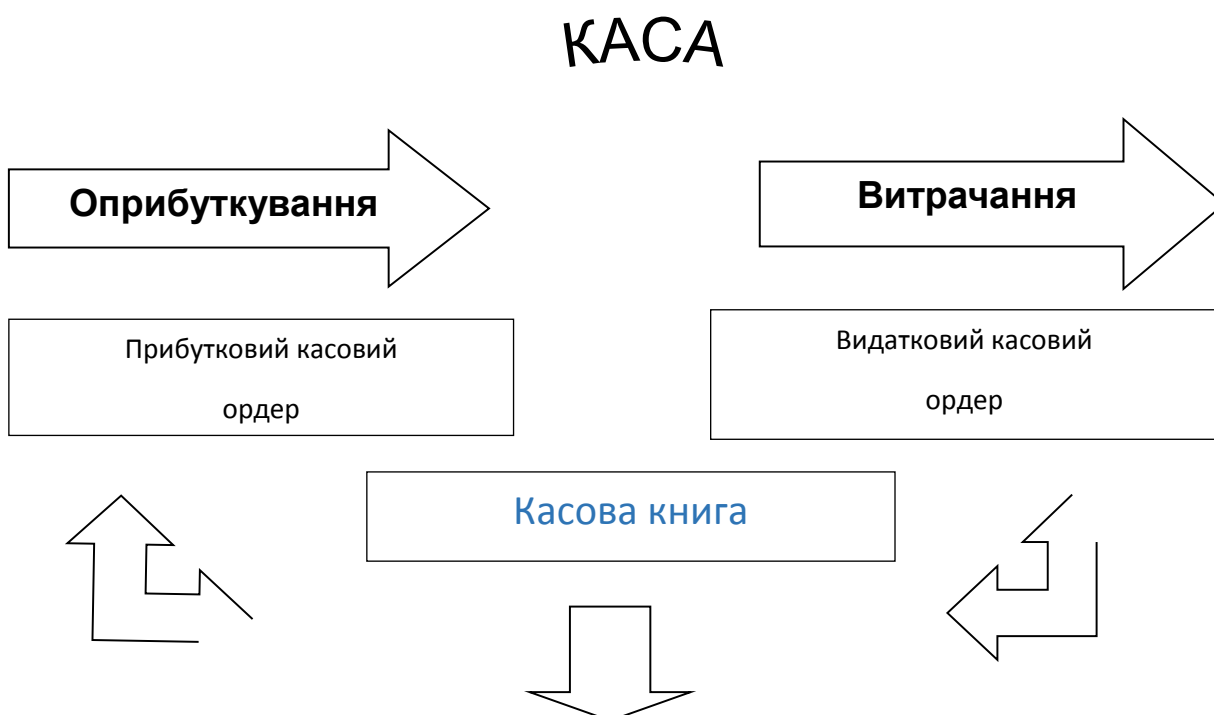 КАСА
Оприбуткування
Витрачання
Прибутковий касовий
ордер
Видатковий касовий
ордер
Касова книга